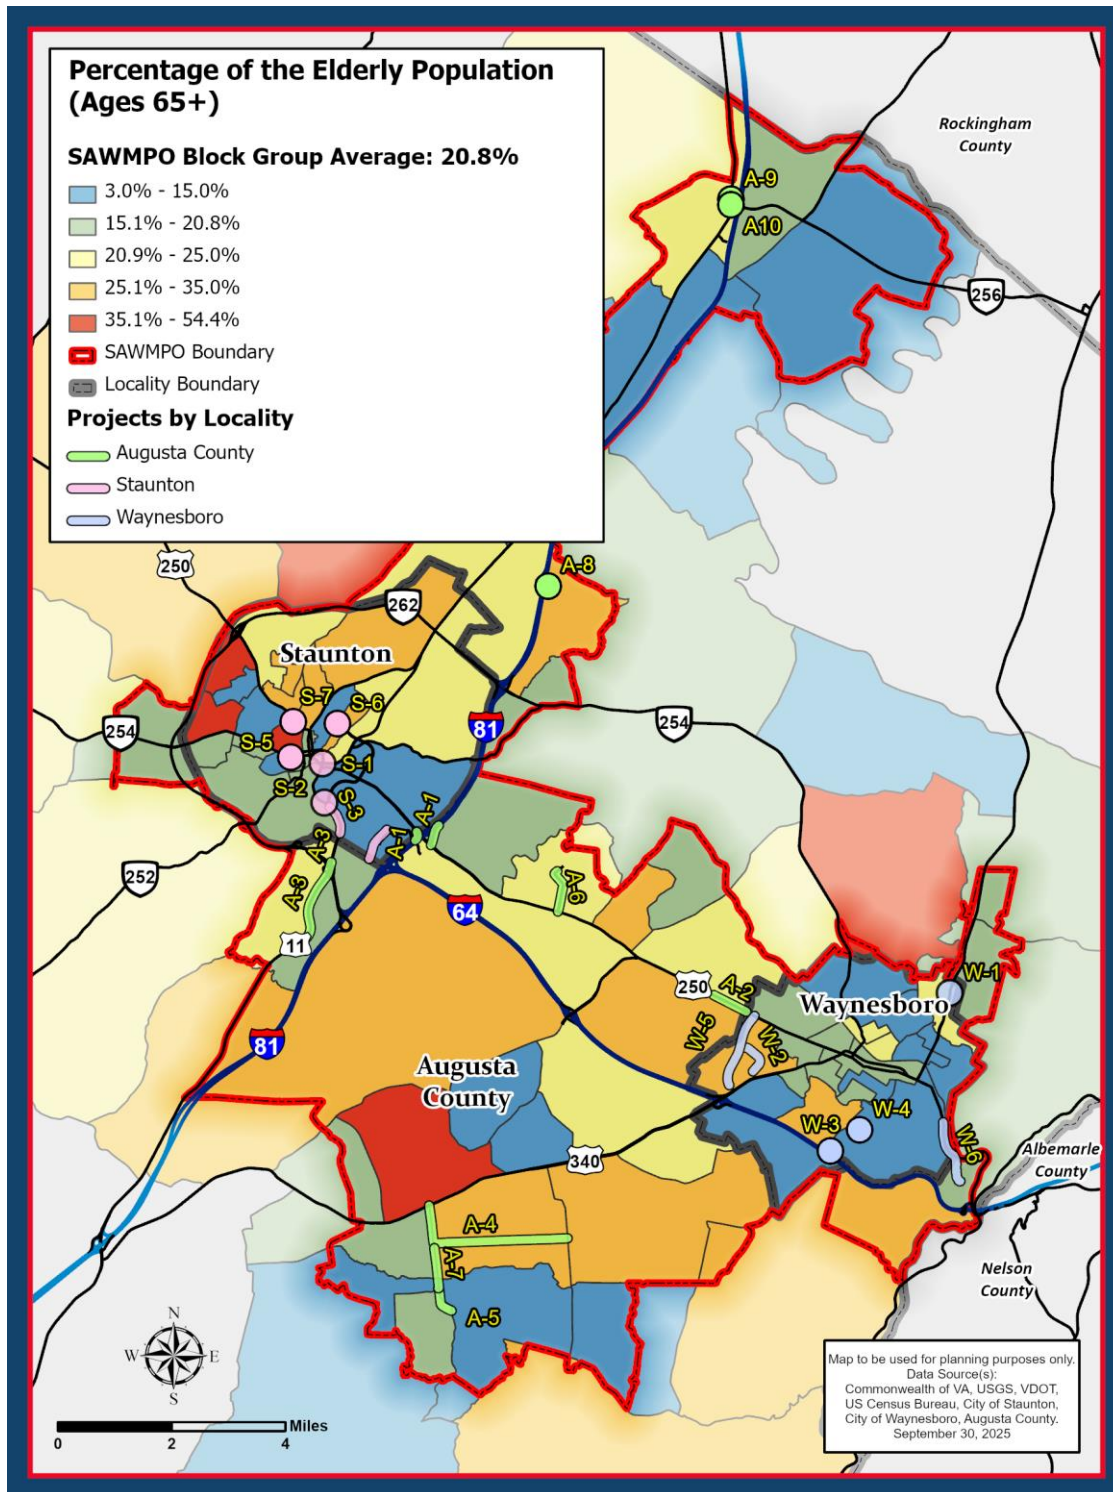 Percentage of the Elderly Population
(Ages 65+)
SAWMPO Block Group Average: 20.8%
3.0% - 15.0%
15.1% - 20.8%
20.9% - 25.0%
25.1% - 35.0%
35.1% - 54.4%
SAWMPO Boundary
Locality Boundary
Projects by Locality
Augusta County
Staunton
Waynesboro
Rockingham
County
A-9
A10
256
250
A-8
262
Staunton
S-7
S-6
254
81
254
S-5
S-1
S-2
S-3
A-1
A-1
A-3
252
A-3
A-6
64
11
W-1
250
A-2
Waynesboro
W-5
W-2
81
Augusta
County
W-4
W-3
W-6
340
Albemarle
County
A-4
A-7
Nelson
County
A-5
N
W
E
S
Miles
0
2
4
Map to be used for planning purposes only.
Data Source(s):
Commonwealth of VA, USGS, VDOT,
US Census Bureau, City of Staunton,
City of Waynesboro, Augusta County.
September 30, 2025